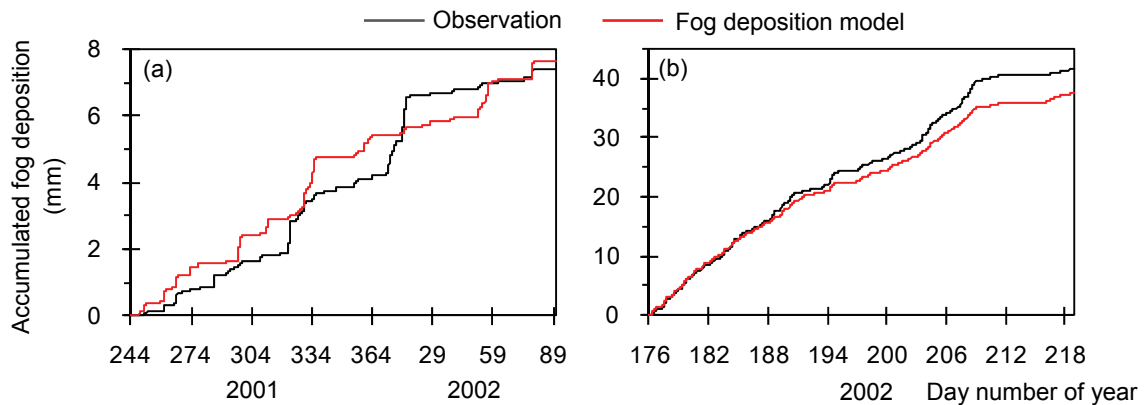 Observation Fog deposition model
Accumulated fog deposition
(mm)
(a)
8
6
4
2
0
244 274 304 334 364 29 59 89
2001 2002
(b)
40
30
20
10
0
176 182 188 194 200 206 212 218
2002 Day number of year